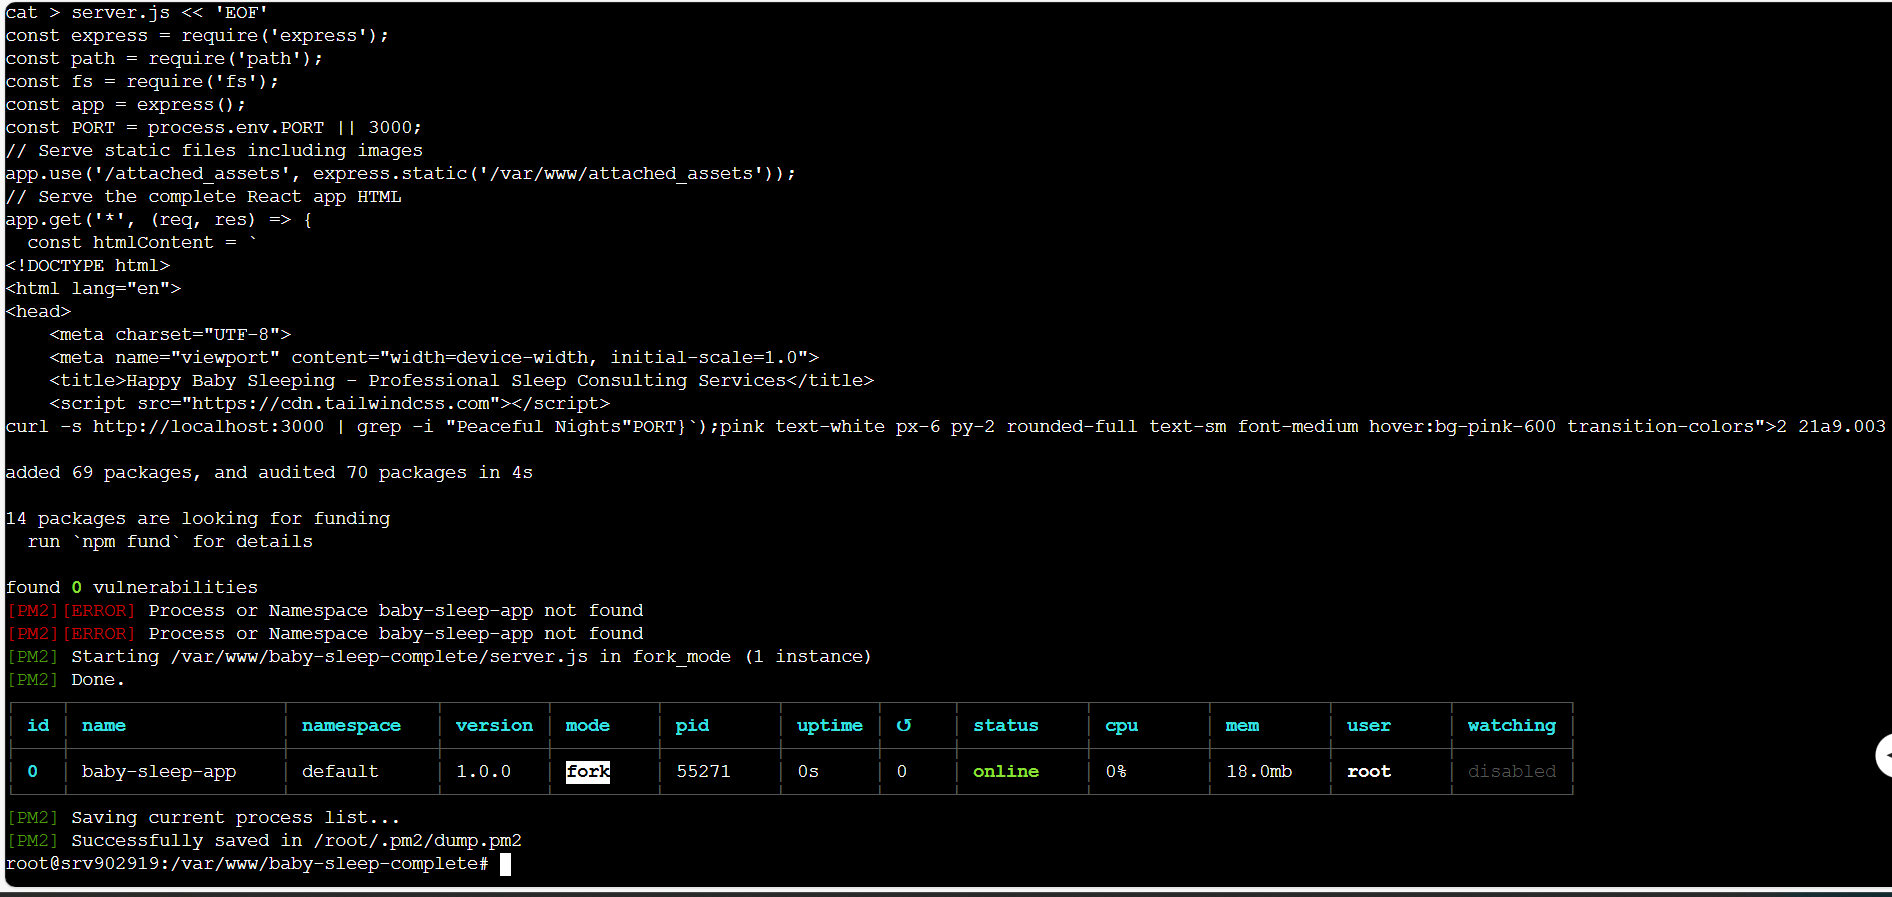 cat > server.js << 'EOF'
const express = require('express');
const path = require('path');
const fs = require('fs');
const app = express();
const PORT = process.env.PORT || 3000;
// Serve static files including images
app.use('/attached_assets', express.static('/var/www/attached_assets'));
// Serve the complete React app HTML
app.get('*', (req, res) => {
  const htmlContent = `
<!DOCTYPE html>
<html lang="en">
<head>
    <meta charset="UTF-8">
    <meta name="viewport" content="width=device-width, initial-scale=1.0">
    <title>Happy Baby Sleeping - Professional Sleep Consulting Services</title>
    <script src="https://cdn.tailwindcss.com"></script>
curl -s http://localhost:3000 | grep -i "Peaceful Nights"PORT}`);pink text-white px-6 py-2 rounded-full text-sm font-medium hover:bg-pink-600 transition-colors">2 21a9.003
added 69 packages, and audited 70 packages in 4s
14 packages are looking for funding
  run `npm fund` for details
found 0 vulnerabilities
[PM2][ERROR] Process or Namespace baby-sleep-app not found
[PM2][ERROR] Process or Namespace baby-sleep-app not found
[PM2] Starting /var/www/baby-sleep-complete/server.js in fork_mode (1 instance)
[PM2] Done.
id name namespace version mode pid uptime ↺ status cpu mem user watching
0 baby-sleep-app default 1.0.0 fork 55271 0s 0 online 0% 18.0mb root disabled
[PM2] Saving current process list...
[PM2] Successfully saved in /root/.pm2/dump.pm2
root@srv902919:/var/www/baby-sleep-complete#